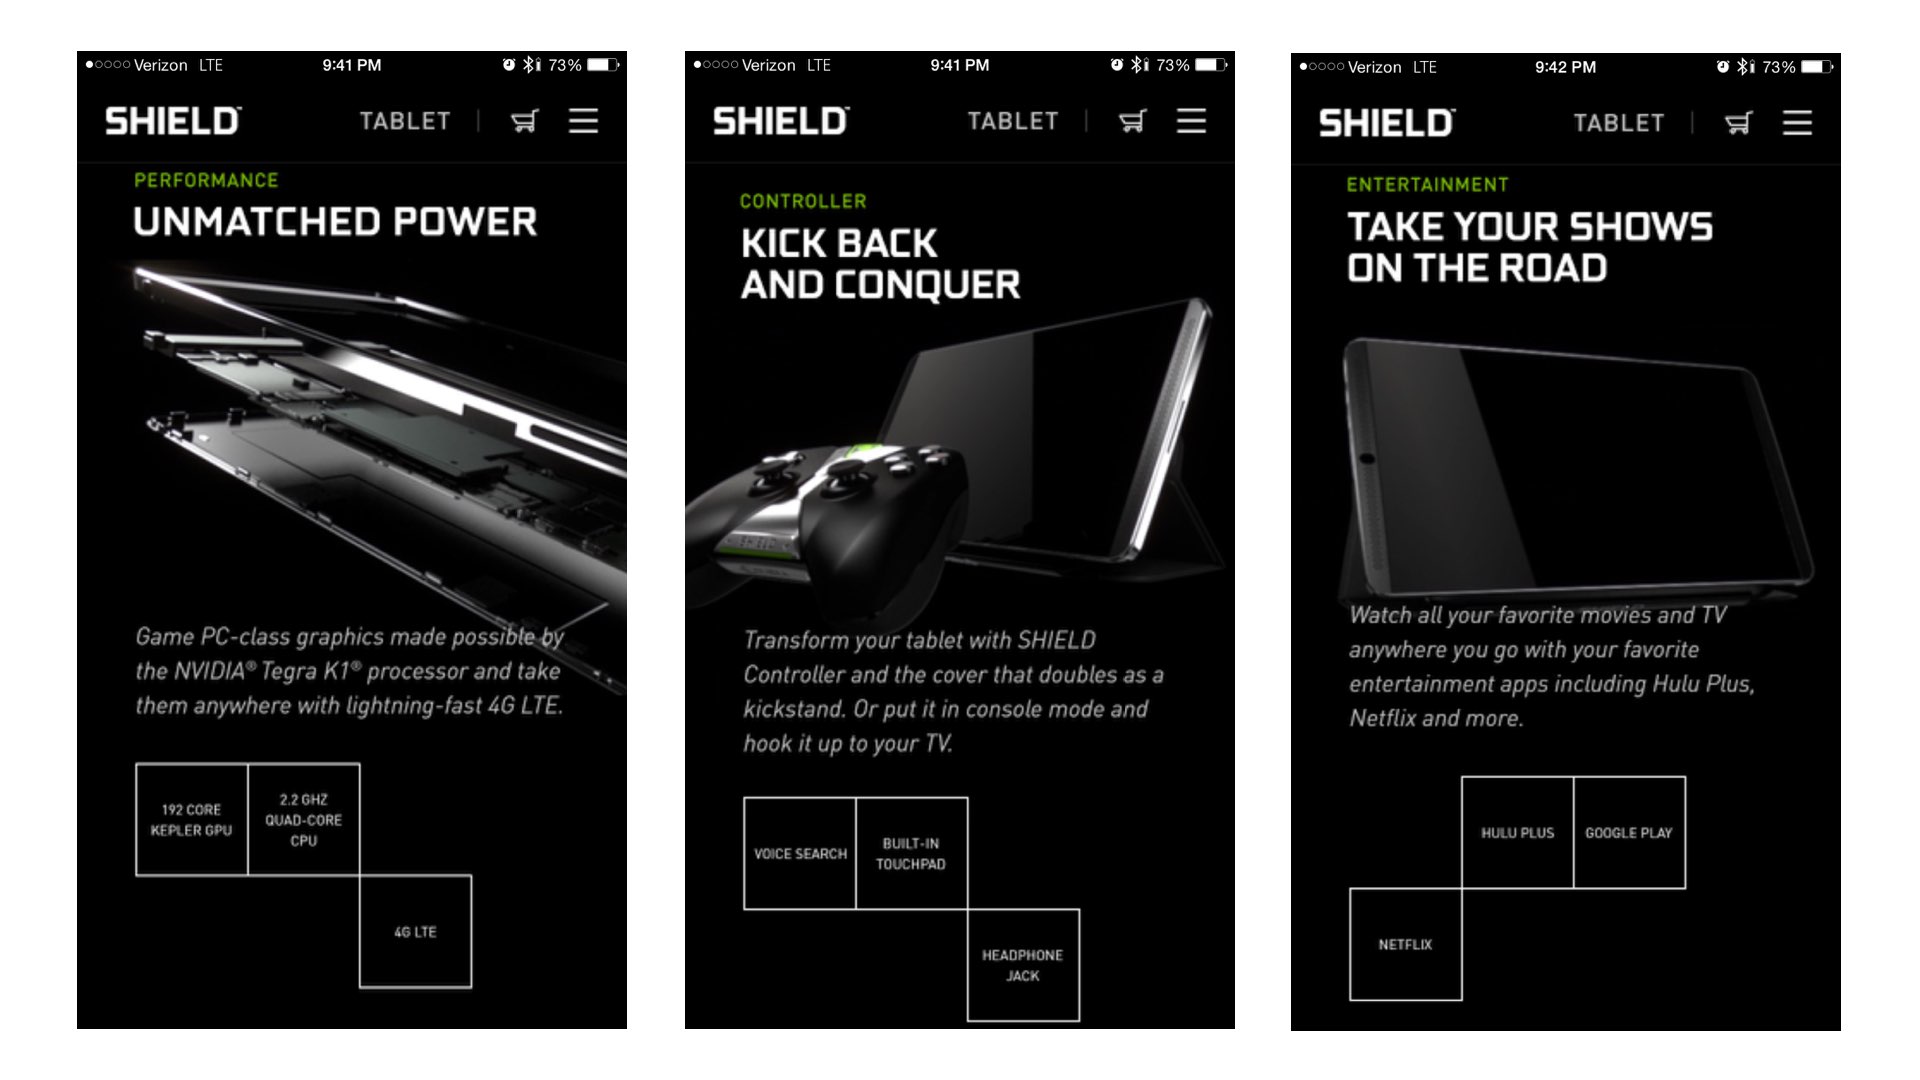 Verizon LTE 9:41 PM 73%
SHIELD™ TABLET
PERFORMANCE
UNMATCHED POWER
Game PC-class graphics made possible by
the NVIDIA® Tegra K1® processor and take
them anywhere with lightning-fast 4G LTE.
192 CORE
KEPLER GPU
2.2 GHZ
QUAD-CORE
CPU
4G LTE
Verizon LTE 9:41 PM 73%
SHIELD™ TABLET
CONTROLLER
KICK BACK
AND CONQUER
SHIELD
Transform your tablet with SHIELD
Controller and the cover that doubles as a
kickstand. Or put it in console mode and
hook it up to your TV.
VOICE SEARCH
BUILT-IN
TOUCHPAD
HEADPHONE
JACK
Verizon LTE 9:42 PM 73%
SHIELD™ TABLET
ENTERTAINMENT
TAKE YOUR SHOWS
ON THE ROAD
Watch all your favorite movies and TV
anywhere you go with your favorite
entertainment apps including Hulu Plus,
Netflix and more.
HULU PLUS
GOOGLE PLAY
NETFLIX